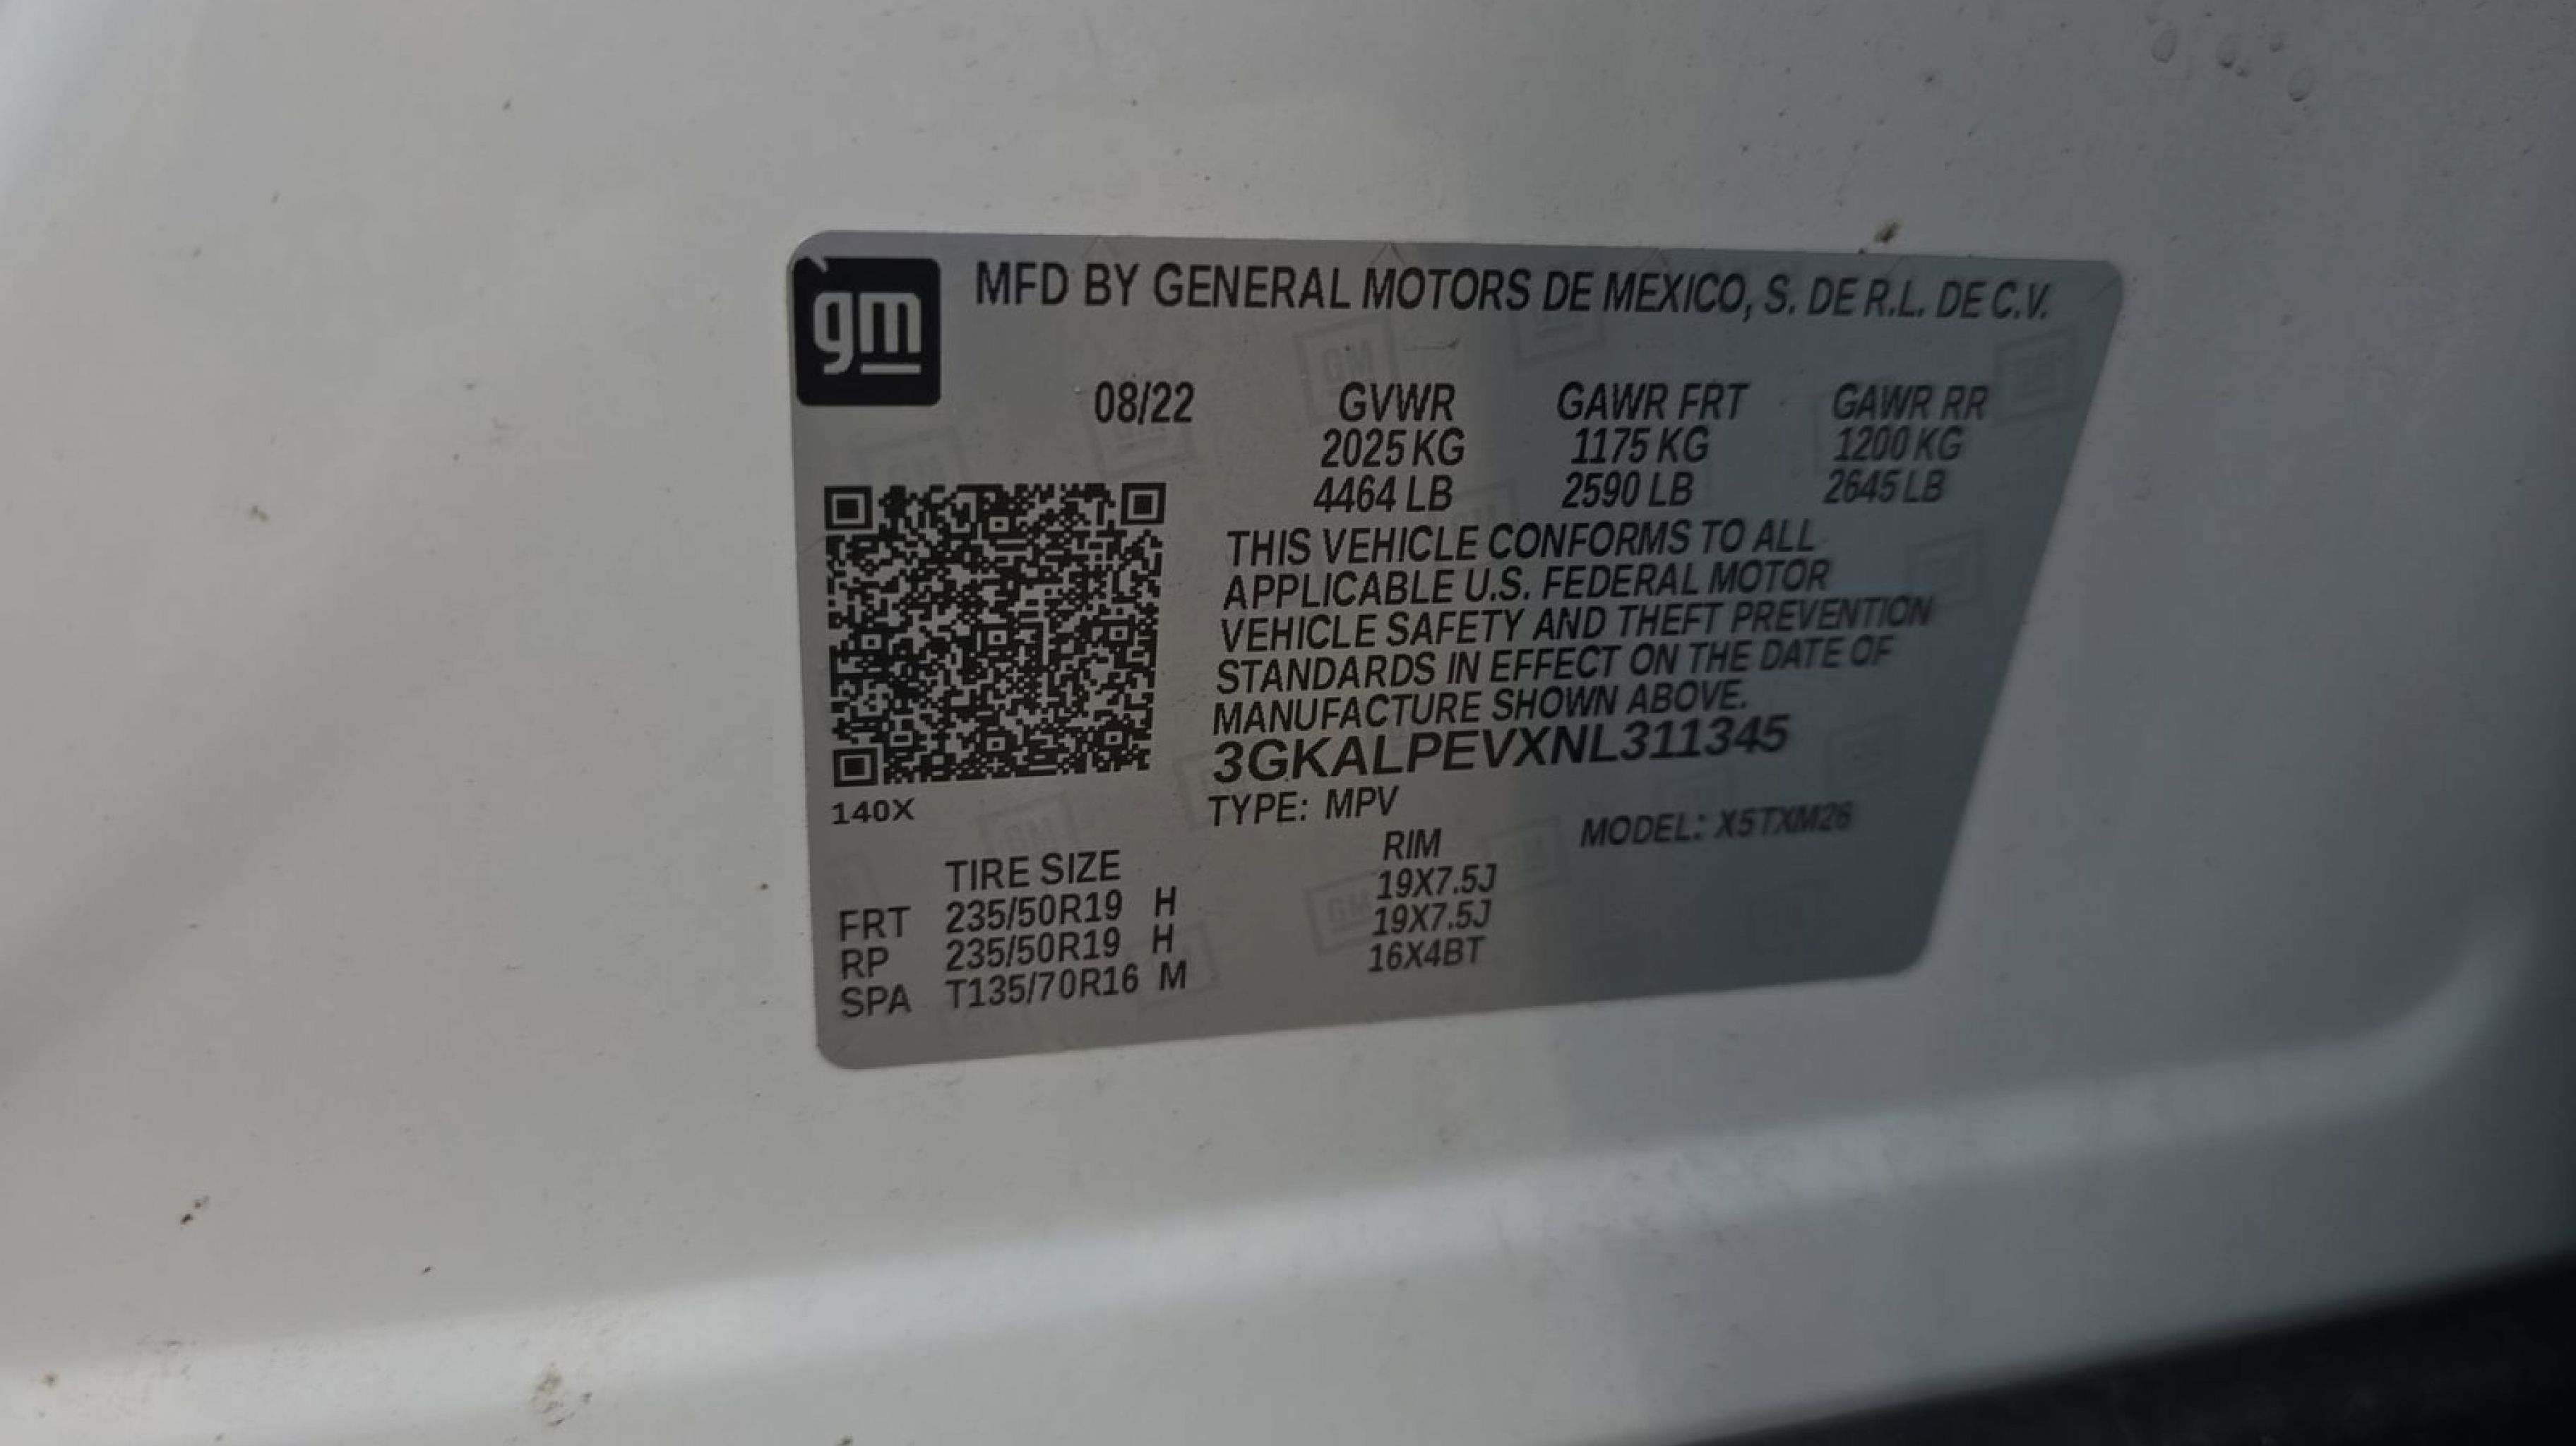 gm MFD BY GENERAL MOTORS DE MEXICO, S. DE R.L. DE C.V.
08/22 GVWR GAWR FRT GAWR RR
2025 KG 1175 KG 1200 KG
4464 LB 2590 LB 2645 LB
THIS VEHICLE CONFORMS TO ALL
APPLICABLE U.S. FEDERAL MOTOR
VEHICLE SAFETY AND THEFT PREVENTION
STANDARDS IN EFFECT ON THE DATE OF
MANUFACTURE SHOWN ABOVE.
3GKALPEVXNL311345
140X TYPE: MPV MODEL: X5TXM26
TIRE SIZE RIM
FRT 235/50R19 H 19X7.5J
RP 235/50R19 H 19X7.5J
SPA T135/70R16 M 16X4BT